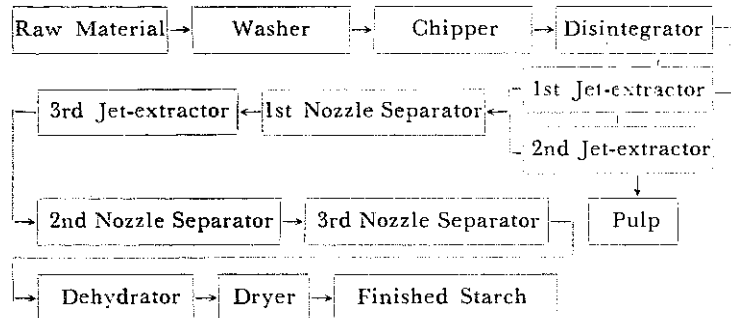 Raw Material
Washer
Chipper
Disintegrator
1st Jet-extractor
2nd Jet-extractor
Pulp
1st Nozzle Separator
3rd Jet-extractor
2nd Nozzle Separator
3rd Nozzle Separator
Dehydrator
Dryer
Finished Starch